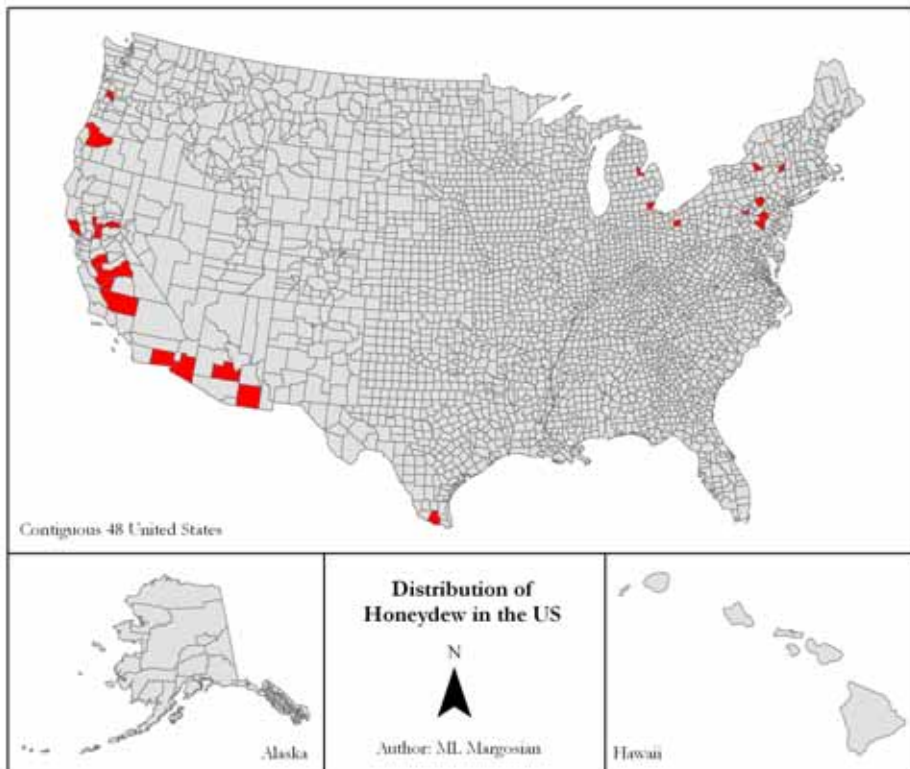 Contiguous 48 United States
Alaska
Distribution of
Honeydew in the US
N
Author: ML Margosian
Hawaii